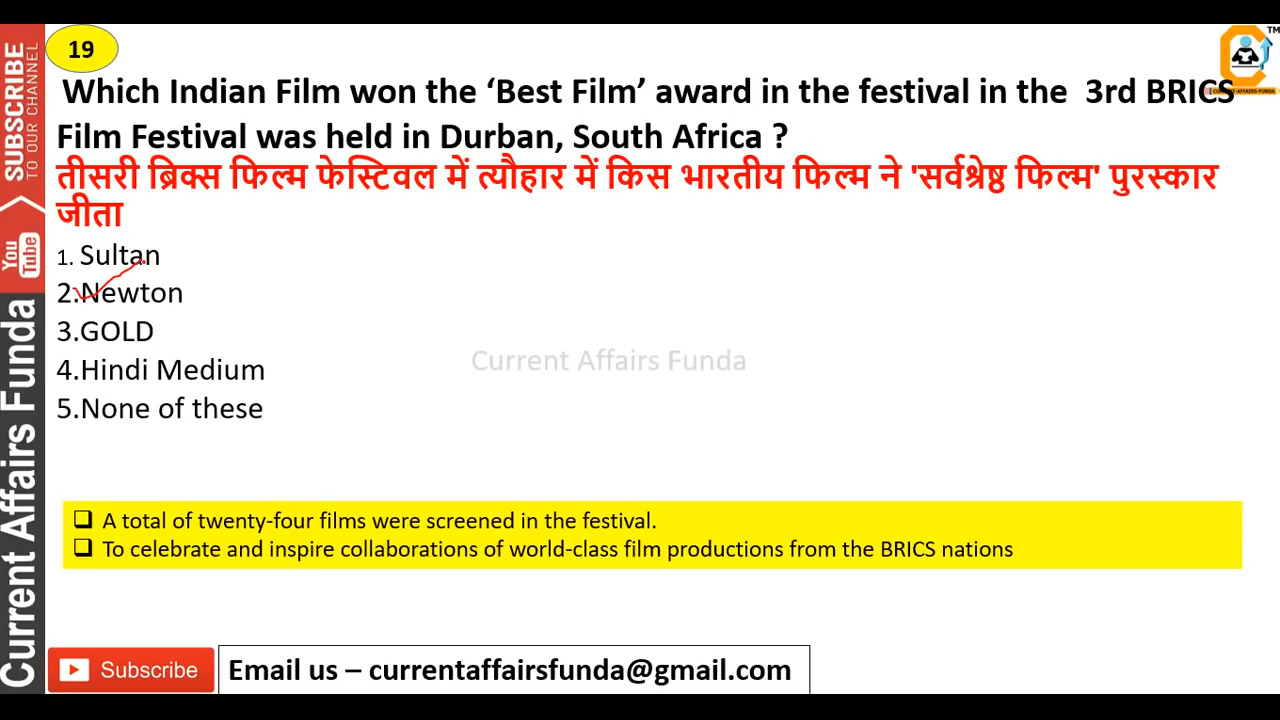 19
Which Indian Film won the ‘Best Film’ award in the festival in the 3rd BRICS
Film Festival was held in Durban, South Africa ?
तीसरी ब्रिक्स फिल्म फेस्टिवल में त्यौहार में किस भारतीय फिल्म ने 'सर्वश्रेष्ठ फिल्म' पुरस्कार
जीता
1. Sultan
2.Newton
3.GOLD
4.Hindi Medium
5.None of these
Current Affairs Funda
❑ A total of twenty-four films were screened in the festival.
❑ To celebrate and inspire collaborations of world-class film productions from the BRICS nations
Subscribe
Email us – currentaffairsfunda@gmail.com
SUBSCRIBE
TO OUR CHANNEL
You
Tube
Current Affairs Funda
TM
CURRENT-AFFAIRS-FUNDA